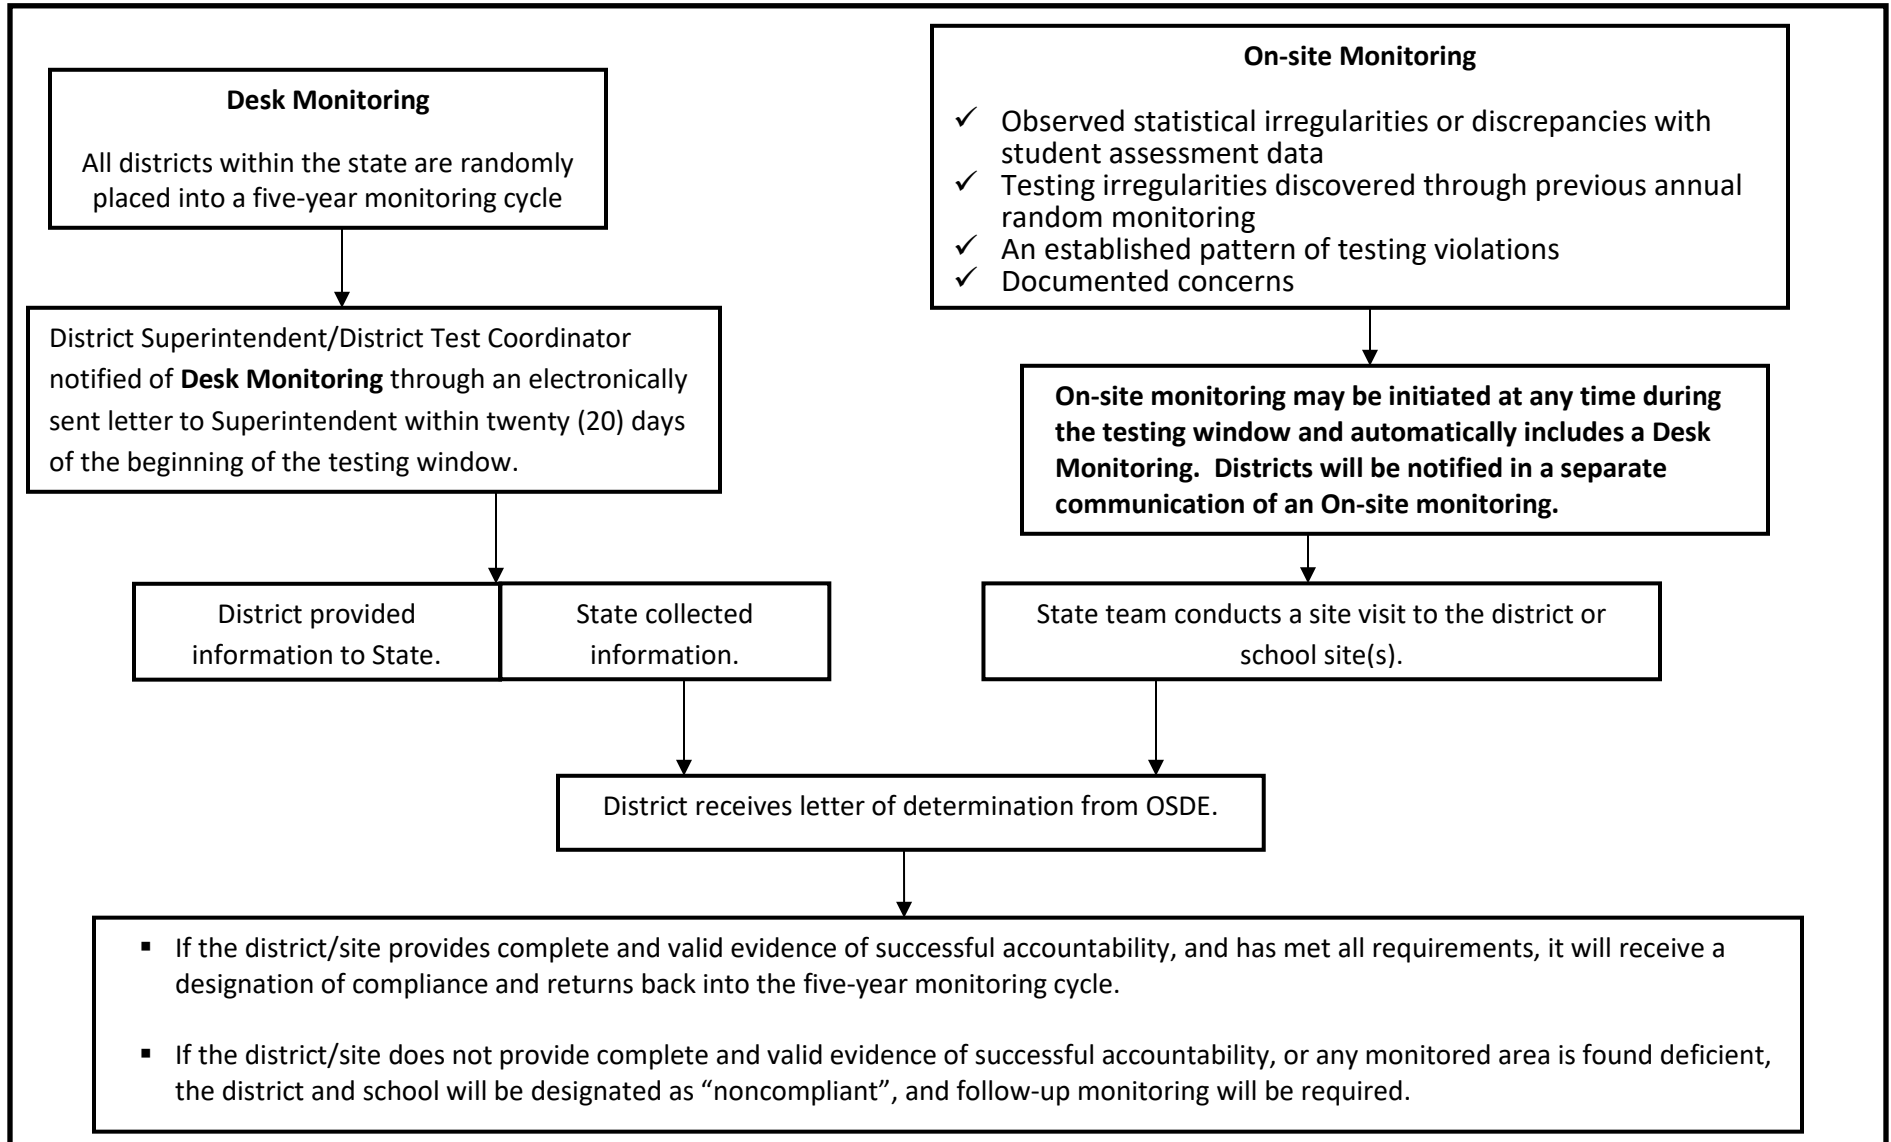 Desk Monitoring
All districts within the state are randomly
placed into a five-year monitoring cycle
On-site Monitoring
✓ Observed statistical irregularities or discrepancies with
student assessment data
✓ Testing irregularities discovered through previous annual
random monitoring
✓ An established pattern of testing violations
✓ Documented concerns
District Superintendent/District Test Coordinator
notified of Desk Monitoring through an electronically
sent letter to Superintendent within twenty (20) days
of the beginning of the testing window.
On-site monitoring may be initiated at any time during
the testing window and automatically includes a Desk
Monitoring. Districts will be notified in a separate
communication of an On-site monitoring.
District provided
information to State.
State collected
information.
State team conducts a site visit to the district or
school site(s).
District receives letter of determination from OSDE.
▪ If the district/site provides complete and valid evidence of successful accountability, and has met all requirements, it will receive a
designation of compliance and returns back into the five-year monitoring cycle.
▪ If the district/site does not provide complete and valid evidence of successful accountability, or any monitored area is found deficient,
the district and school will be designated as “noncompliant”, and follow-up monitoring will be required.